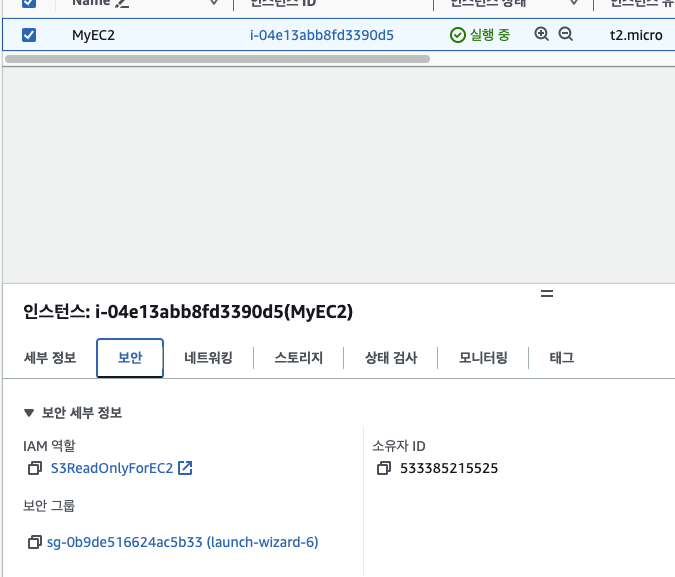 Name 인스턴스 ID 인스턴스 상태 인스턴스 유
MyEC2 i-04e13abb8fd3390d5 실행 중 t2.micro
인스턴스: i-04e13abb8fd3390d5(MyEC2)
세부 정보 보안 네트워킹 스토리지 상태 검사 모니터링 태그
▼ 보안 세부 정보
IAM 역할 소유자 ID
S3ReadOnlyForEC2 533385215525
보안 그룹
sg-0b9de516624ac5b33 (launch-wizard-6)